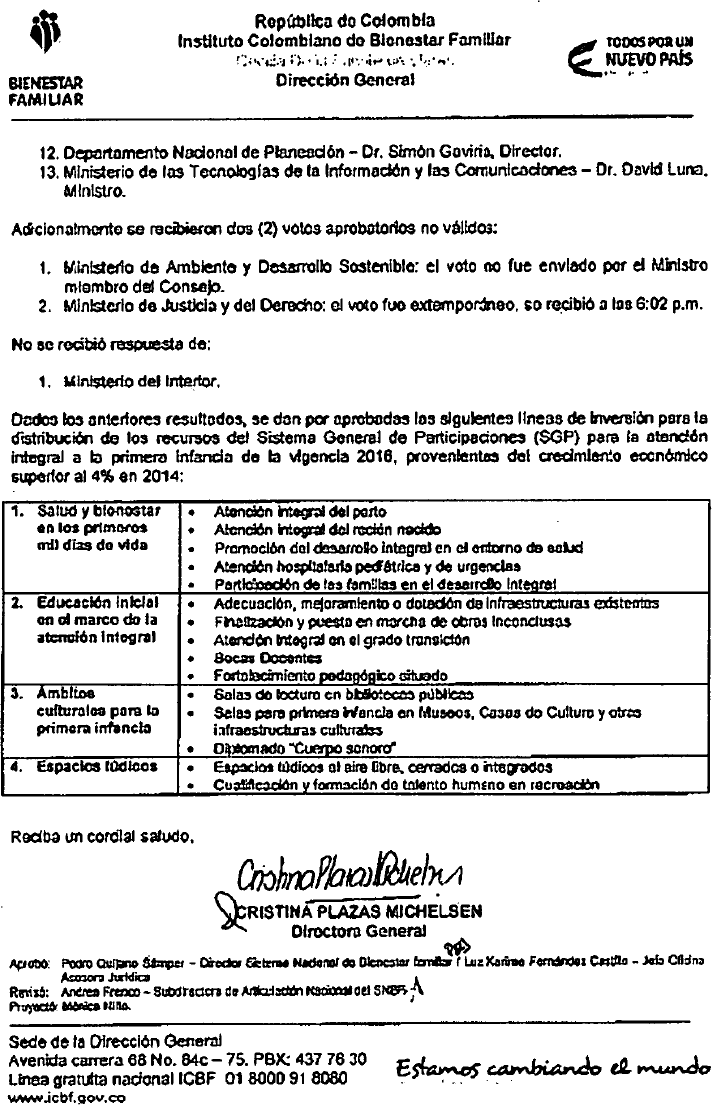 República de Colombia
Instituto Colombiano de Bienestar Familiar
Dirección General
BIENESTAR
FAMILIAR
TODOS POR UN
NUEVO PAÍS
12. Departamento Nacional de Planeación – Dr. Simón Gaviria, Director.
13. Ministerio de las Tecnologías de la Información y las Comunicaciones – Dr. David Luna,
Ministro.
Adicionalmente se recibieron dos (2) votos aprobatorios no válidos:
1. Ministerio de Ambiente y Desarrollo Sostenible: el voto no fue enviado por el Ministro
miembro del Consejo.
2. Ministerio de Justicia y del Derecho: el voto fue extemporáneo, se recibió a las 6:02 p.m.
No se recibió respuesta de:
1. Ministerio del Interior.
Dados los anteriores resultados, se dan por aprobadas las siguientes líneas de inversión para la
distribución de los recursos del Sistema General de Participaciones (SGP) para la atención
integral a la primera infancia de la vigencia 2016, provenientes del crecimiento económico
superior al 4% en 2014:
1. Salud y bienestar
en los primeros
mil días de vida
• Atención integral del parto
• Atención integral del recién nacido
• Promoción del desarrollo integral en el entorno de salud
• Atención hospitalaria pediátrica y de urgencias
• Participación de las familias en el desarrollo integral
2. Educación inicial
en el marco de la
atención integral
• Adecuación, mejoramiento o dotación de infraestructuras existentes
• Finalización y puesta en marcha de obras inconclusas
• Atención integral en el grado transición
• Becas Docentes
• Fortalecimiento pedagógico situado
3. Ámbitos
culturales para la
primera infancia
• Salas de lectura en bibliotecas públicas
• Salas para primera infancia en Museos, Casas de Cultura y otras
infraestructuras culturales
• Diplomado "Cuerpo sonoro"
4. Espacios lúdicos
• Espacios lúdicos al aire libre, cerrados o integrados
• Cualificación y formación de talento humano en recreación
Reciba un cordial saludo,
Cristina Plazas Michelsen
CRISTINA PLAZAS MICHELSEN
Directora General
Aprobó: Pedro Quijano Sámper – Director Sistema Nacional de Bienestar familiar / Luz Karime Fernández Castillo – Jefe Oficina
Asesora Jurídica
Revisó: Andrea Franco – Subdirectora de Articulación Nacional del SNBF
Proyectó: Mónica Niño.
Sede de la Dirección General
Avenida carrera 68 No. 64c – 75. PBX: 437 76 30
Línea gratuita nacional ICBF 01 8000 91 8080
www.icbf.gov.co
Estamos cambiando el mundo